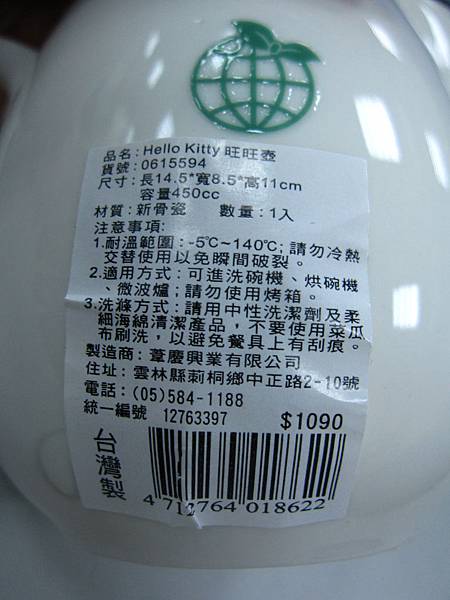 品名：Hello Kitty 旺旺壺
貨號：0615594
尺寸：長14.5*寬8.5*高11cm
容量450cc
材質：新骨瓷　數量：1入
注意事項:
1.耐溫範圍：-5℃~140℃; 請勿冷熱
交替使用以免瞬間破裂。
2.適用方式：可進洗碗機、烘碗機
、微波爐；請勿使用烤箱。
3.洗滌方式：請用中性洗潔劑及柔
細海綿清潔產品，不要使用菜瓜
布刷洗，以避免餐具上有刮痕。
製造商：葦慶興業有限公司
住址：雲林縣莿桐鄉中正路2-10號
電話：(05)584-1188
統一編號 12763397
$1090
台灣製
4 712764 018622